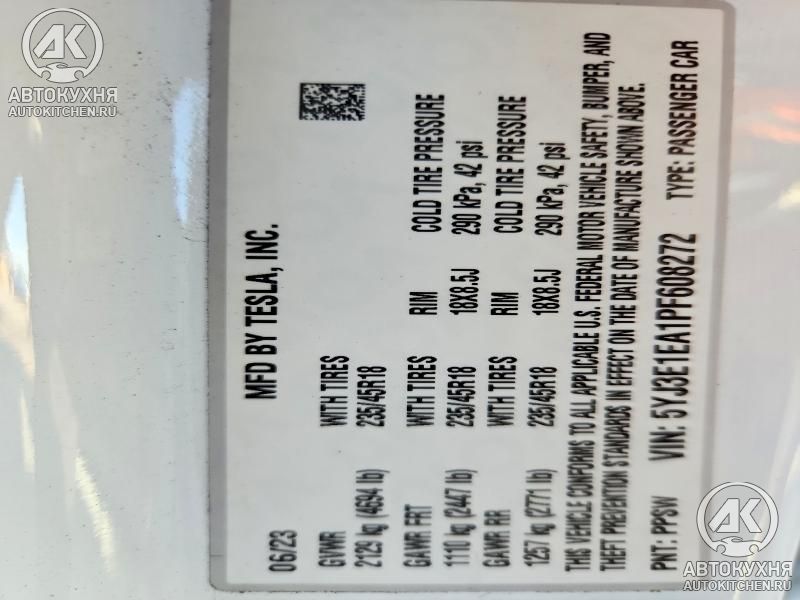 MFD BY TESLA, INC.
06/23
GVWR WITH TIRES
2129 kg (4694 lb) 235/45R18
GAWR FRT WITH TIRES RIM COLD TIRE PRESSURE
1110 kg (2447 lb) 235/45R18 18X8.5J 290 kPa, 42 psi
GAWR RR WITH TIRES RIM COLD TIRE PRESSURE
1257 kg (2771 lb) 235/45R18 18X8.5J 290 kPa, 42 psi
THIS VEHICLE CONFORMS TO ALL APPLICABLE U.S. FEDERAL MOTOR VEHICLE SAFETY, BUMPER, AND
THEFT PREVENTION STANDARDS IN EFFECT ON THE DATE OF MANUFACTURE SHOWN ABOVE.
PNT: PPSW VIN: 5YJ3E1EA1PF608272 TYPE: PASSENGER CAR
АК
АВТОКУХНЯ
AUTOKITCHEN.RU
АК
АВТОКУХНЯ
AUTOKITCHEN.RU